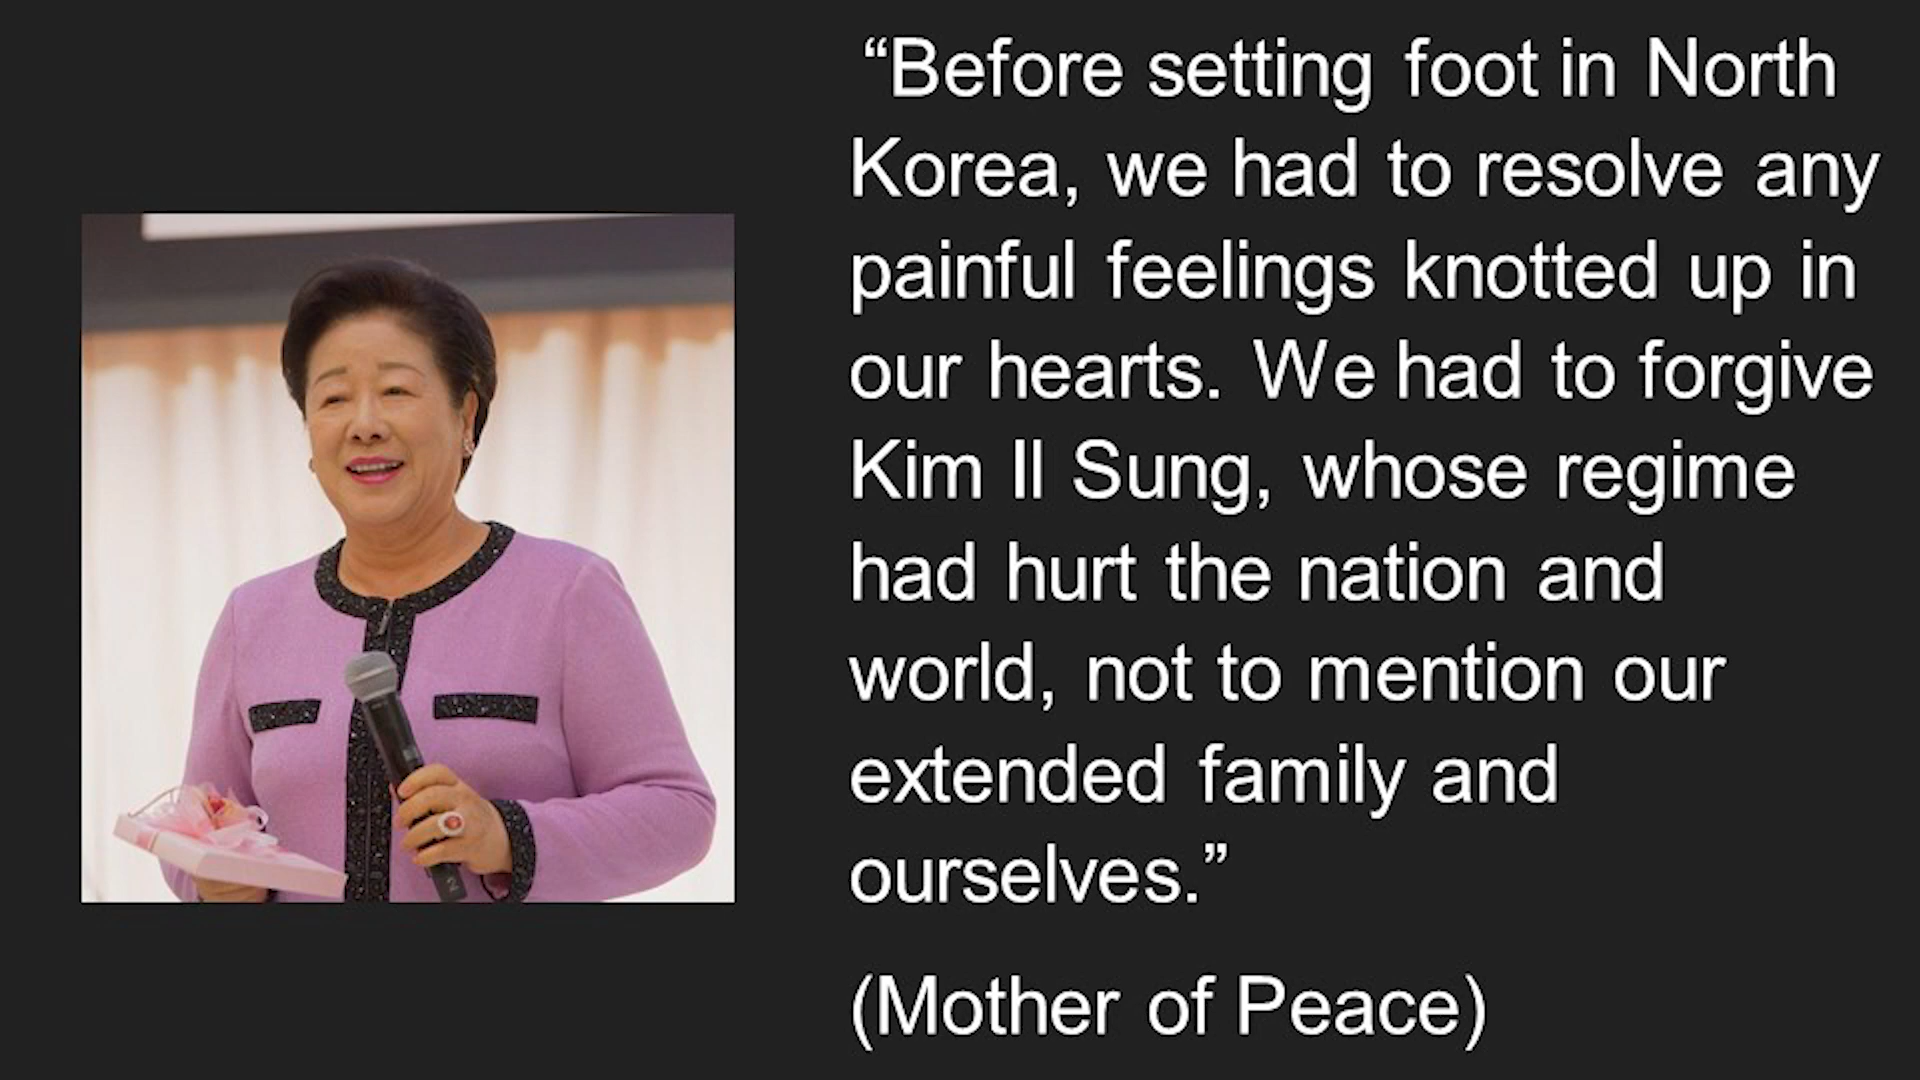 “Before setting foot in North
Korea, we had to resolve any
painful feelings knotted up in
our hearts. We had to forgive
Kim Il Sung, whose regime
had hurt the nation and
world, not to mention our
extended family and
ourselves.”
(Mother of Peace)